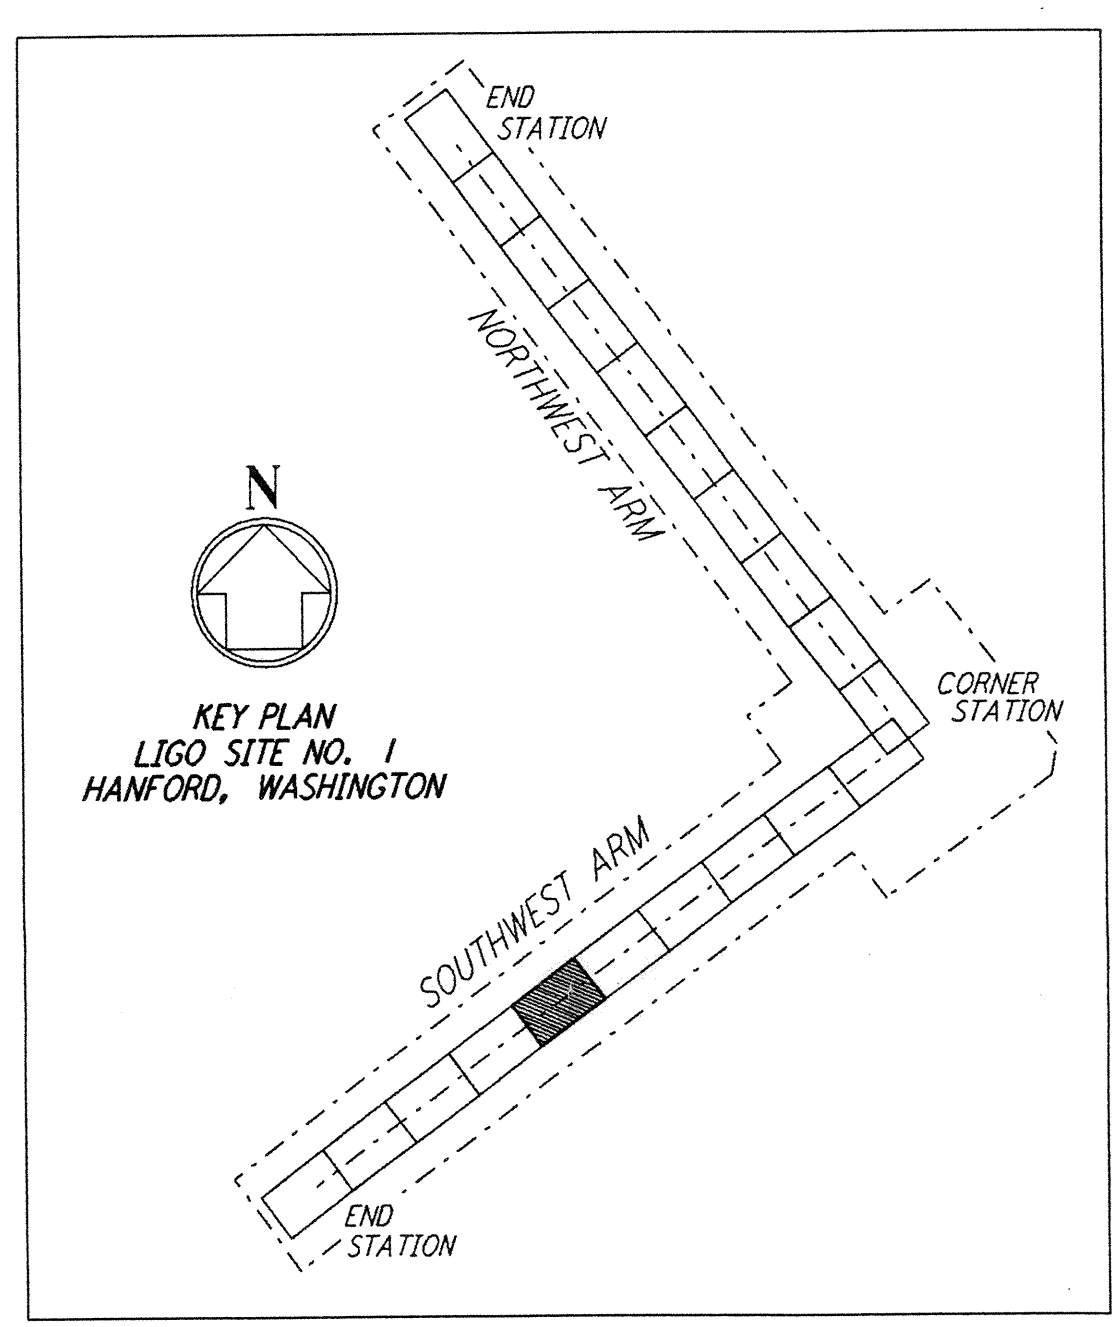 END
STATION
NORTHWEST ARM
N
CORNER
STATION
KEY PLAN
LIGO SITE NO. 1
HANFORD, WASHINGTON
SOUTHWEST ARM
END
STATION